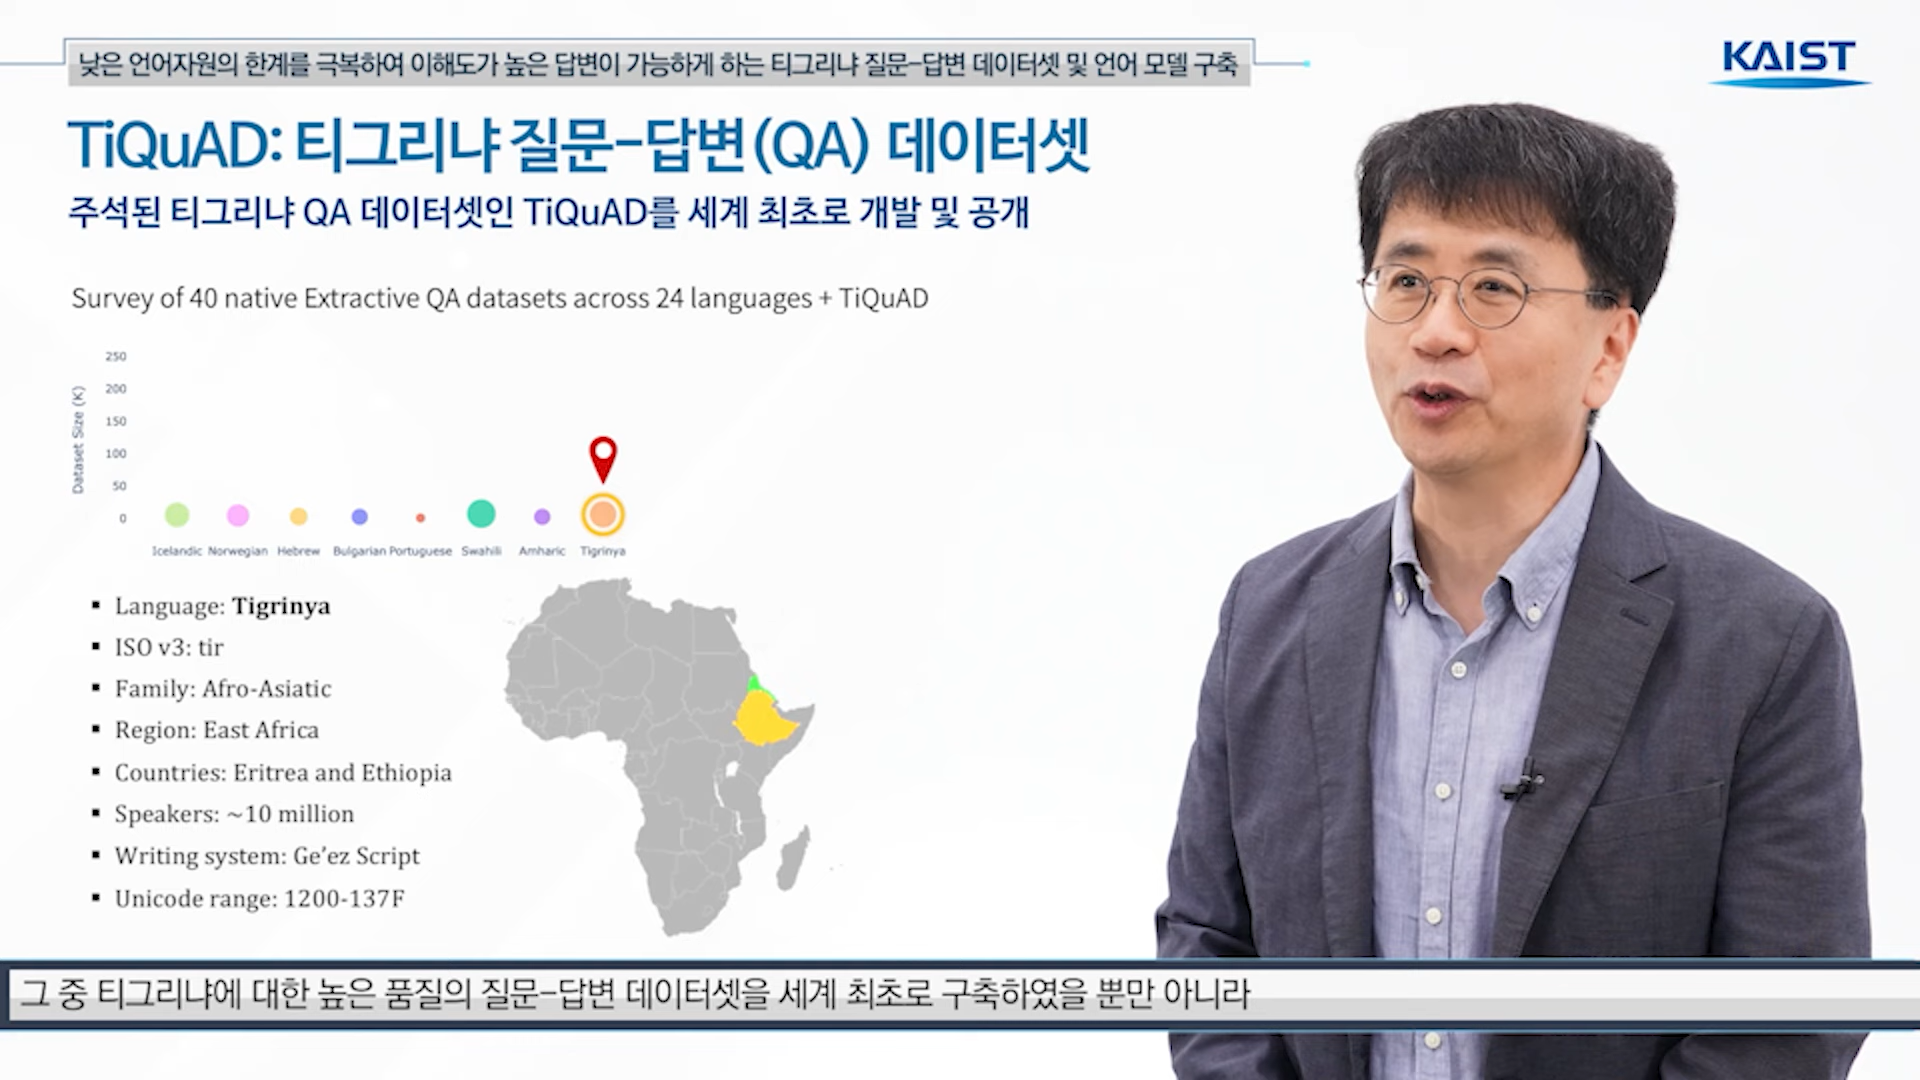 낮은 언어자원의 한계를 극복하여 이해도가 높은 답변이 가능하게 하는 티그리냐 질문-답변 데이터셋 및 언어 모델 구축
KAIST
TiQuAD: 티그리냐 질문-답변(QA) 데이터셋
주석된 티그리냐 QA 데이터셋인 TiQuAD를 세계 최초로 개발 및 공개
Survey of 40 native Extractive QA datasets across 24 languages + TiQuAD
Dataset Size (K)
250
200
150
100
50
0
Icelandic Norwegian Hebrew Bulgarian Portuguese Swahili Amharic Tigrinya
▪ Language: Tigrinya
▪ ISO v3: tir
▪ Family: Afro-Asiatic
▪ Region: East Africa
▪ Countries: Eritrea and Ethiopia
▪ Speakers: ~10 million
▪ Writing system: Ge’ez Script
▪ Unicode range: 1200-137F
그 중 티그리냐에 대한 높은 품질의 질문-답변 데이터셋을 세계 최초로 구축하였을 뿐만 아니라